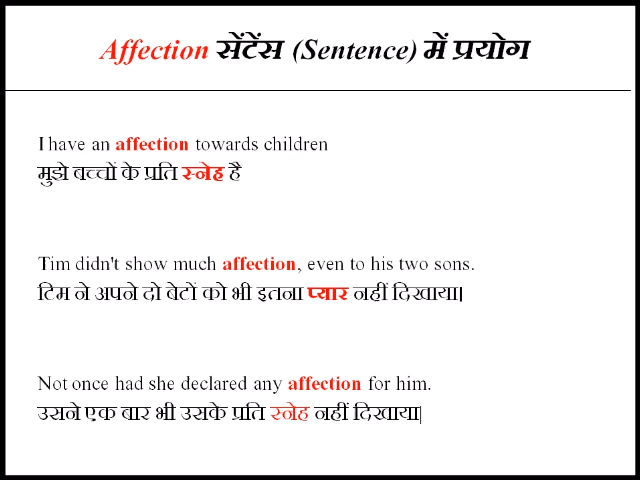 Affection सेंटेंस (Sentence) में प्रयोग
I have an affection towards children
मुझे बच्चों के प्रति स्नेह है
Tim didn't show much affection, even to his two sons.
टिम ने अपने दो बेटों को भी इतना प्यार नहीं दिखाया।
Not once had she declared any affection for him.
उसने एक बार भी उसके प्रति स्नेह नहीं दिखाया|